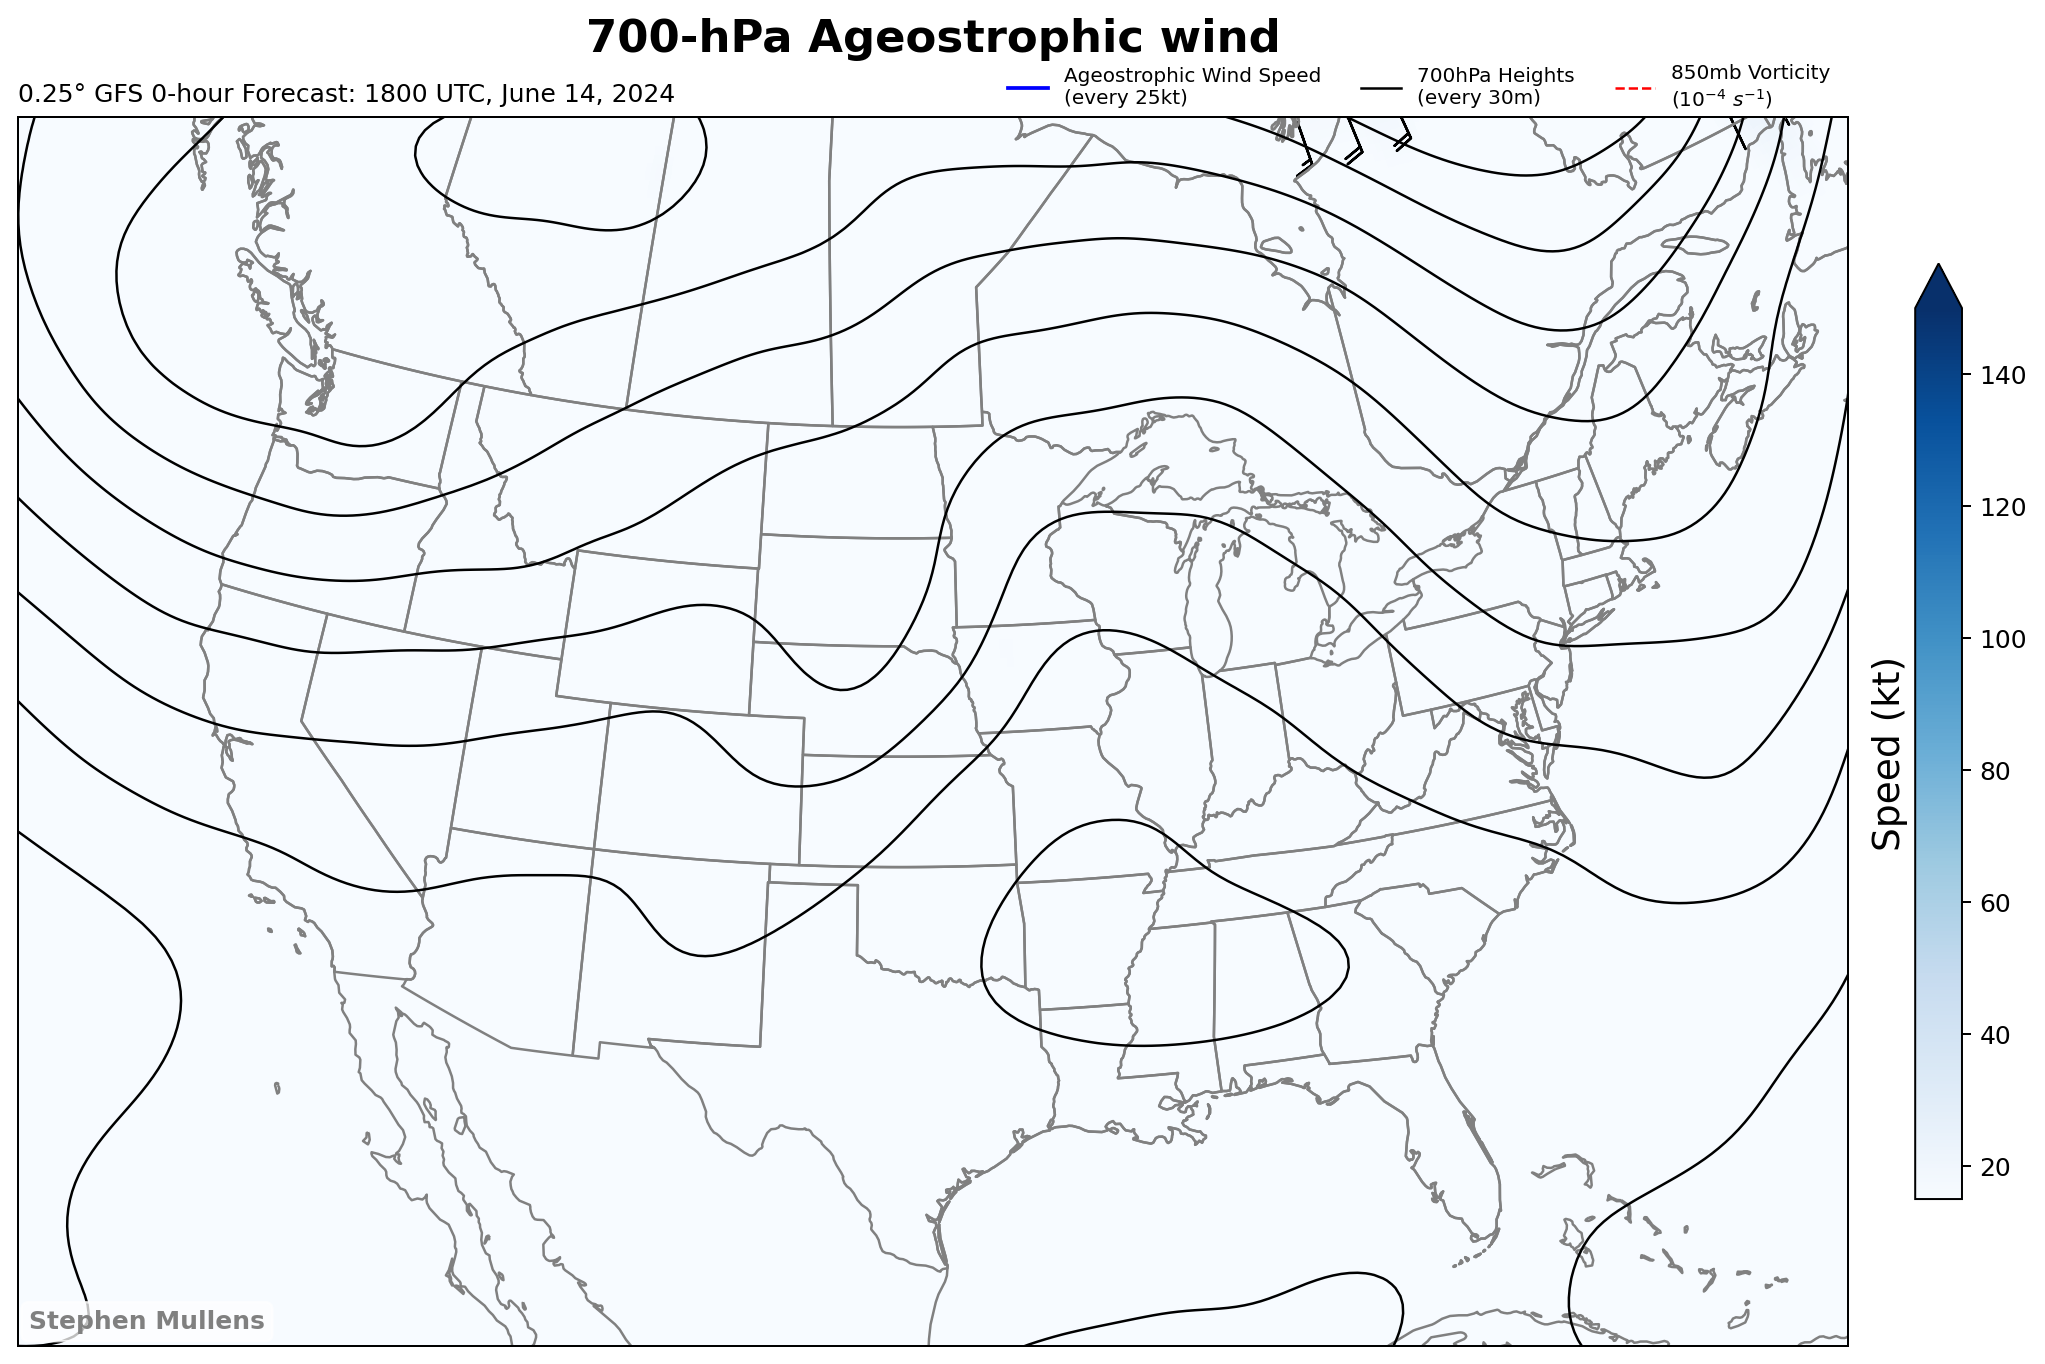 700-hPa Ageostrophic wind
0.25° GFS 0-hour Forecast: 1800 UTC, June 14, 2024
Ageostrophic Wind Speed
(every 25kt)
700hPa Heights
(every 30m)
850mb Vorticity
(10⁻⁴ s⁻¹)
140
120
100
80
60
40
20
Speed (kt)
Stephen Mullens